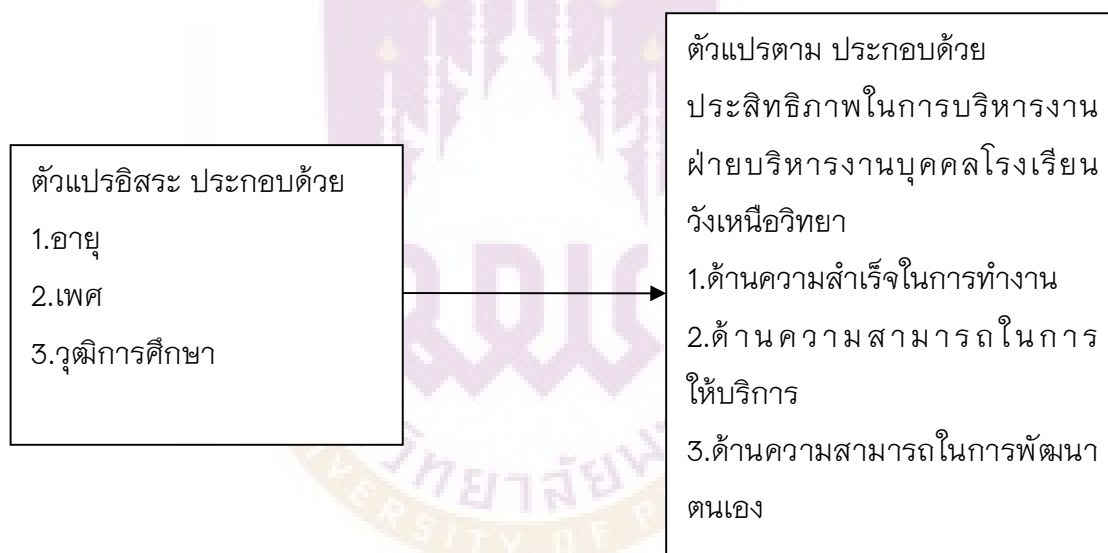 ตัวแปรอิสระ ประกอบด้วย
1.อายุ
2.เพศ
3.วุฒิการศึกษา
ตัวแปรตาม ประกอบด้วย
ประสิทธิภาพในการบริหารงาน
ฝ่ายบริหารงานบุคคลโรงเรียน
วังเหนือวิทยา
1.ด้านความสำเร็จในการทำงาน
2.ด้านความสามารถในการ
ให้บริการ
3.ด้านความสามารถในการพัฒนา
ตนเอง